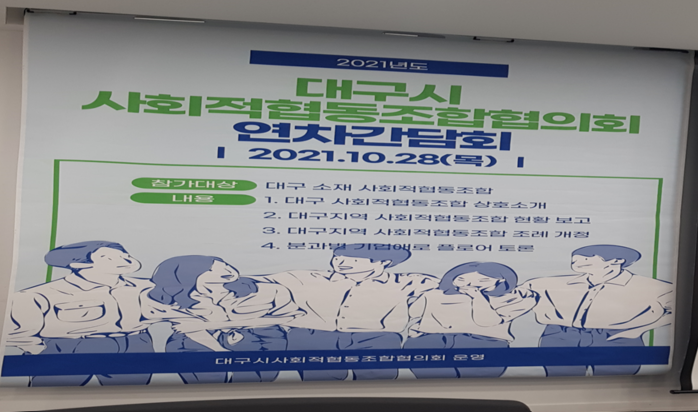 2021년도
대구시
사회적협동조합협의회
연차간담회
2021.10.28(목)
참가대상 대구 소재 사회적협동조합
내용 1. 대구 사회적협동조합 상호소개
2. 대구지역 사회적협동조합 현황 보고
3. 대구지역 사회적협동조합 조례 개정
4. 분과별 기업애로 플로어 토론
대구시사회적협동조합협의회 운영